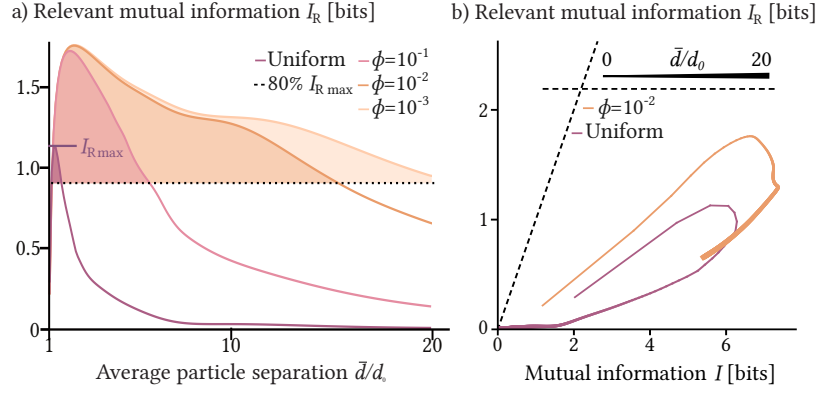 a) Relevant mutual information I_R [bits]
Uniform
80% I_R max
ϕ=10⁻¹
ϕ=10⁻²
ϕ=10⁻³
I_Rmax
1.5
1.0
0.5
0
1
10
20
Average particle separation d̄/d₀
b) Relevant mutual information I_R [bits]
0 d̄/d₀ 20
ϕ=10⁻²
Uniform
2
1
0
0
2
4
6
Mutual information I [bits]